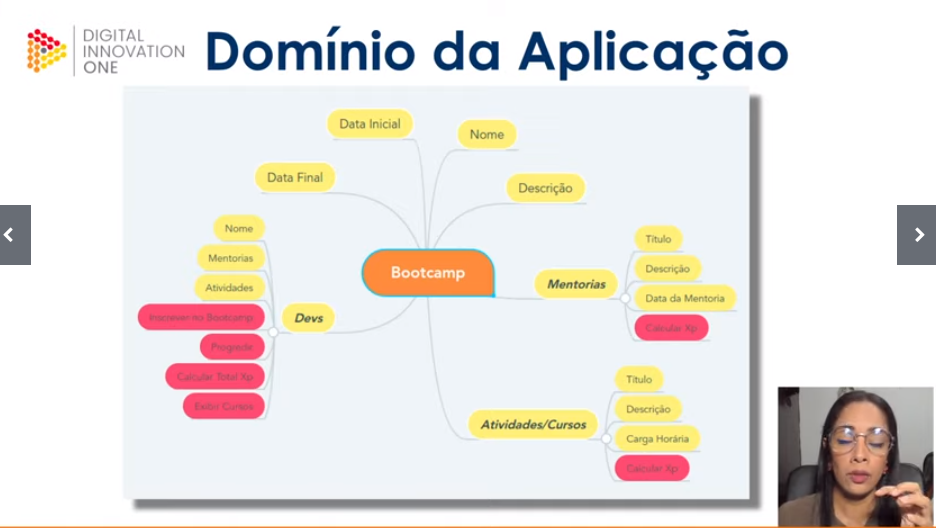 DIGITAL
INNOVATION
ONE
Domínio da Aplicação
Data Inicial
Nome
Data Final
Descrição
Bootcamp
Nome
Mentorias
Atividades
Inscrever no Bootcamp
Progredir
Calcular Total Xp
Exibir Cursos
Devs
Mentorias
Título
Descrição
Data da Mentoria
Calcular Xp
Atividades/Cursos
Título
Descrição
Carga Horária
Calcular Xp